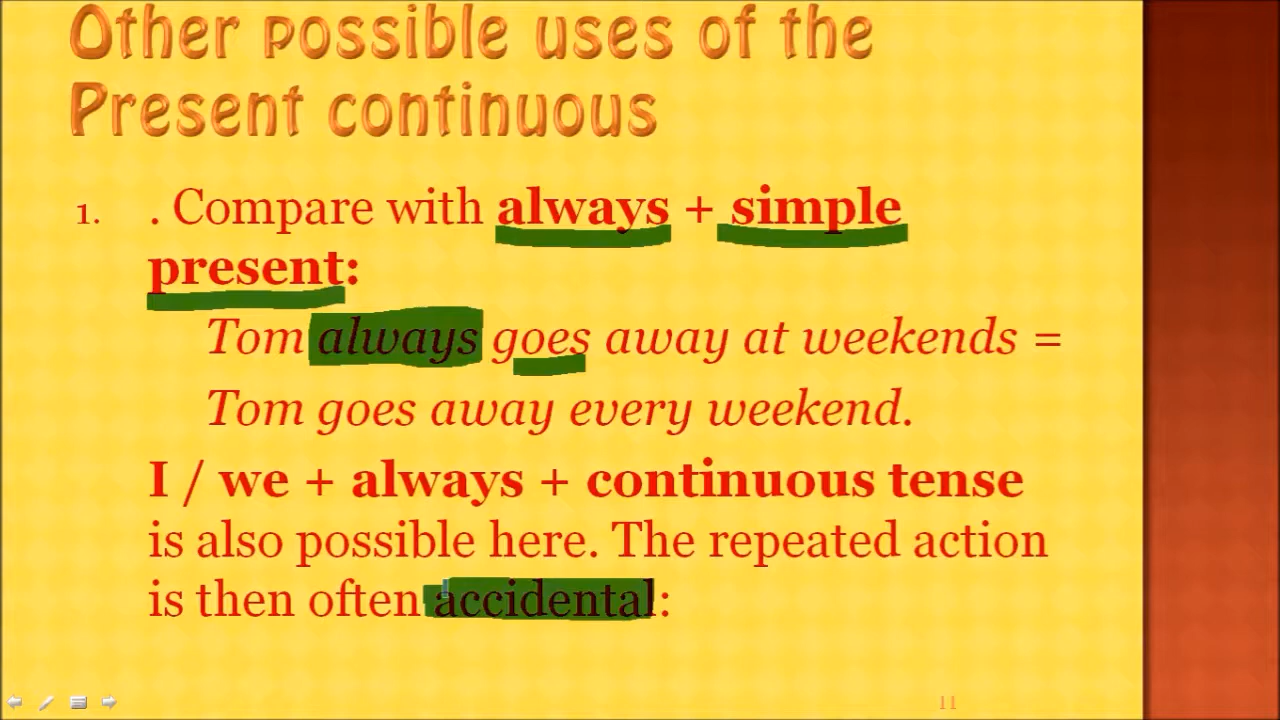 Other possible uses of the
Present continuous
1. . Compare with always + simple
present:
Tom always goes away at weekends =
Tom goes away every weekend.
I / we + always + continuous tense
is also possible here. The repeated action
is then often accidental:
11